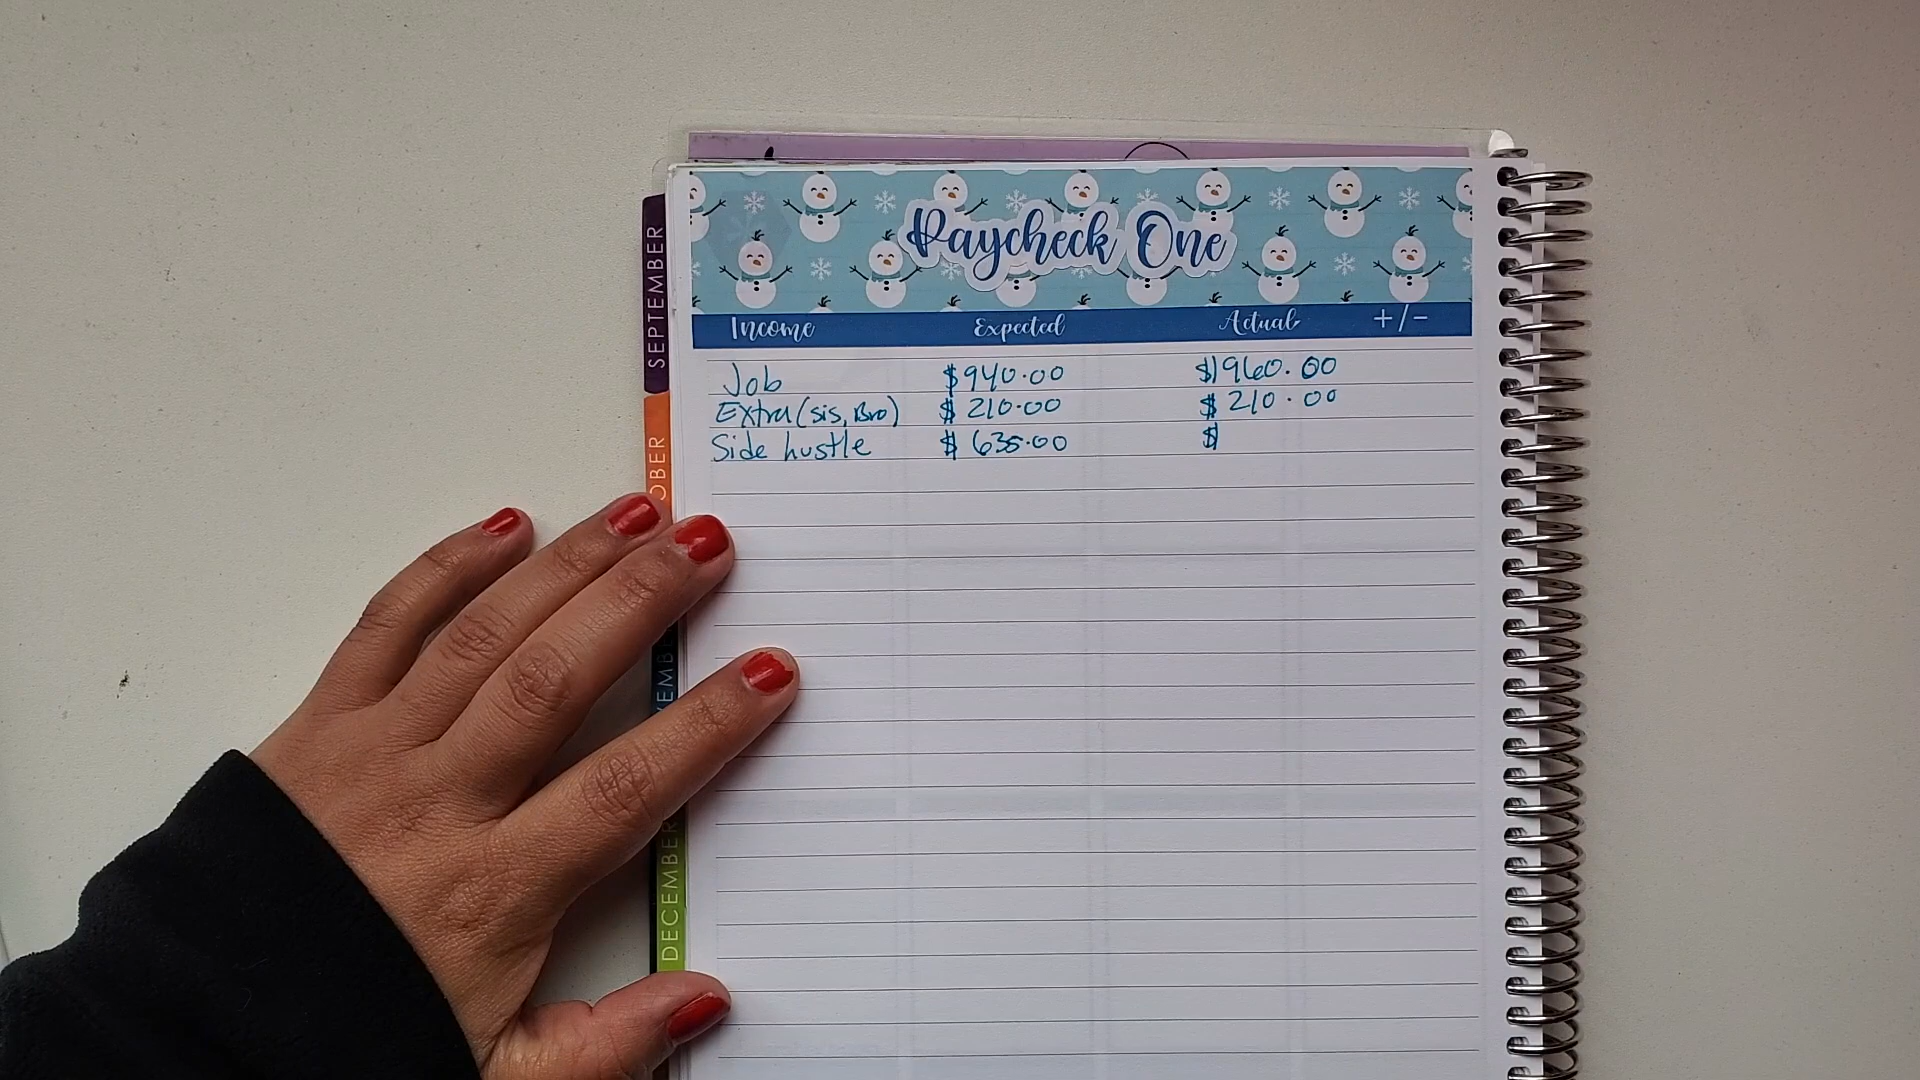 Paycheck One
Income Expected Actual +/-
Job $940.00 $1960.00
Extra (sis, Bro) $210.00 $210.00
Side hustle $635.00 $
SEPTEMBER
OBER
VEMBE
DECEMBER